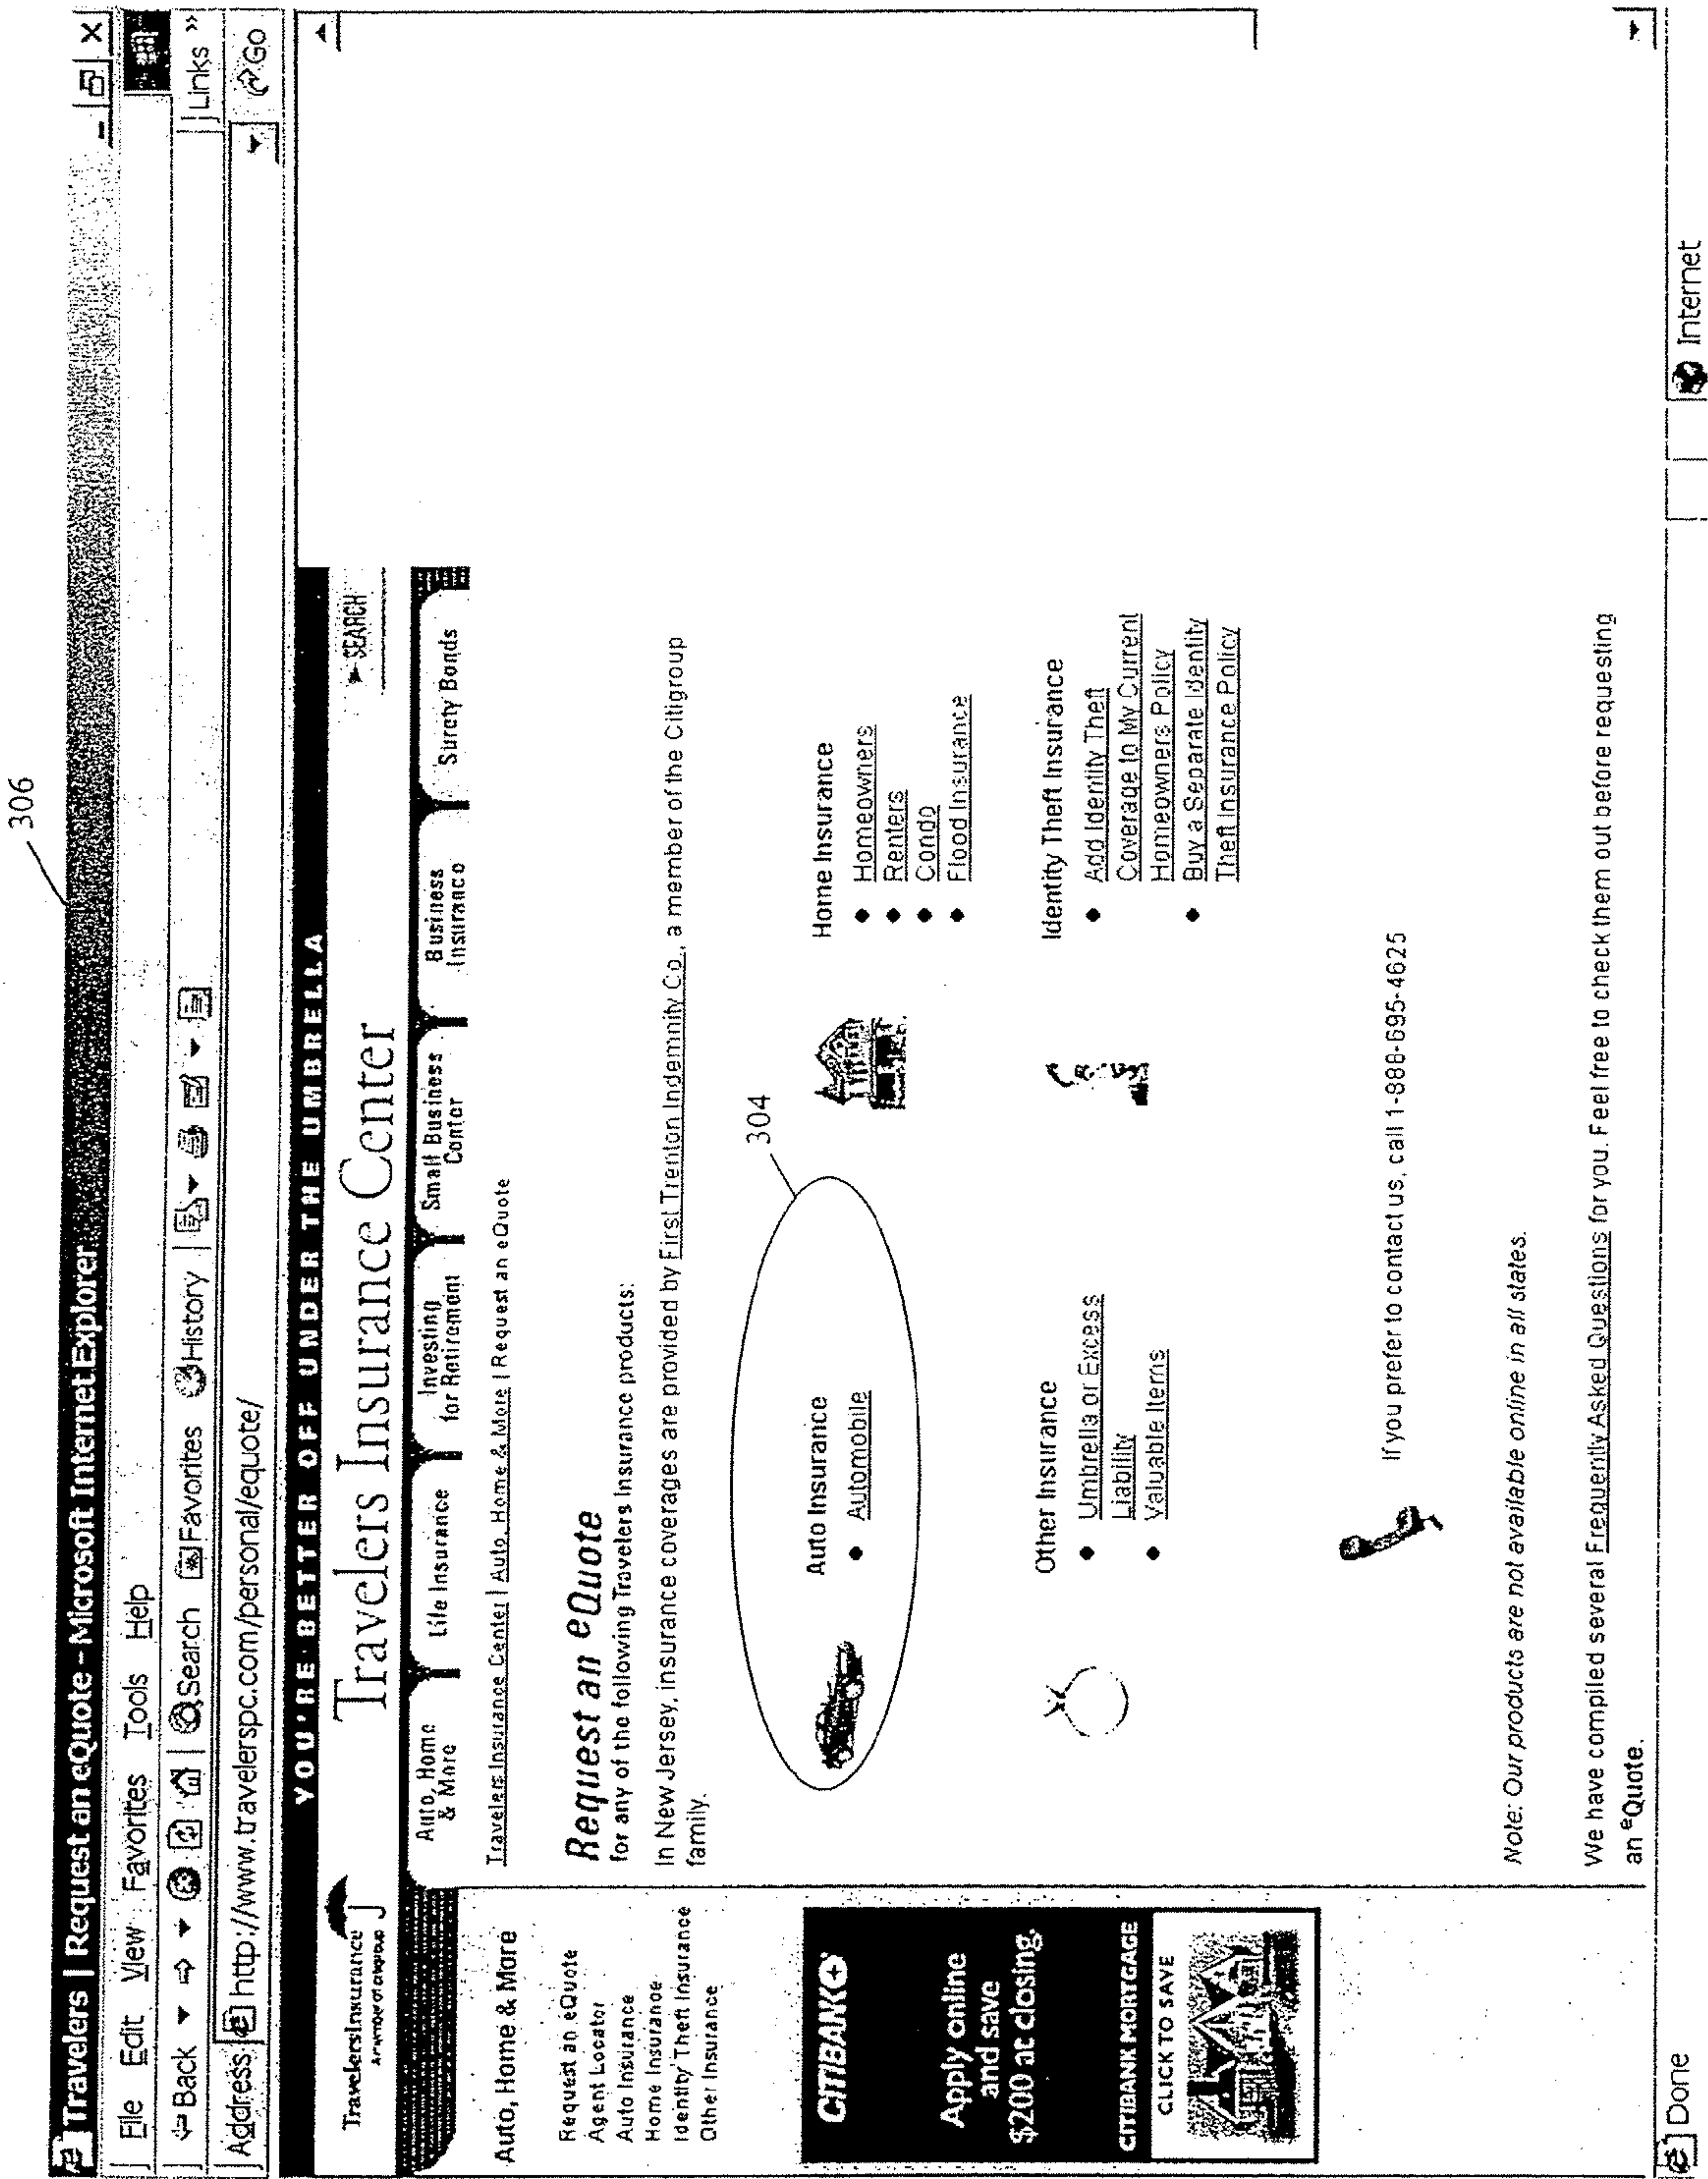 306
Travelers | Request an eQuote - Microsoft Internet Explorer
File Edit View Favorites Tools Help
Back Search Favorites History Links »
Address http://www.travelerspc.com/personal/equote/ Go
YOU'RE BETTER OFF UNDER THE UMBRELLA
TravelersInsurance
Travelers Insurance Center
SEARCH
Auto, Home
& More
Life Insurance
Investing
for Retirement
Small Business
Center
Business
Insurance
Surety Bonds
Auto, Home & More
Request an eQuote
Agent Locator
Auto Insurance
Home Insurance
Identity Theft Insurance
Other Insurance
CITIBANK
Apply online
and save
$200 at closing.
CITIBANK MORTGAGE
CLICK TO SAVE
Travelers Insurance Center | Auto, Home & More | Request an eQuote
Request an eQuote
for any of the following Travelers Insurance products:
In New Jersey, insurance coverages are provided by First Trenton Indemnity Co., a member of the Citigroup
family.
304
Auto Insurance
• Automobile
Home Insurance
• Homeowners
• Renters
• Condo
• Flood Insurance
Other Insurance
• Umbrella or Excess
Liability
• Valuable Items
Identity Theft Insurance
• Add Identity Theft
Coverage to My Current
Homeowners Policy
• Buy a Separate Identity
Theft Insurance Policy
If you prefer to contact us, call 1-888-695-4625
Note: Our products are not available online in all states.
We have compiled several Frequently Asked Questions for you. Feel free to check them out before requesting
an eQuote.
Done Internet